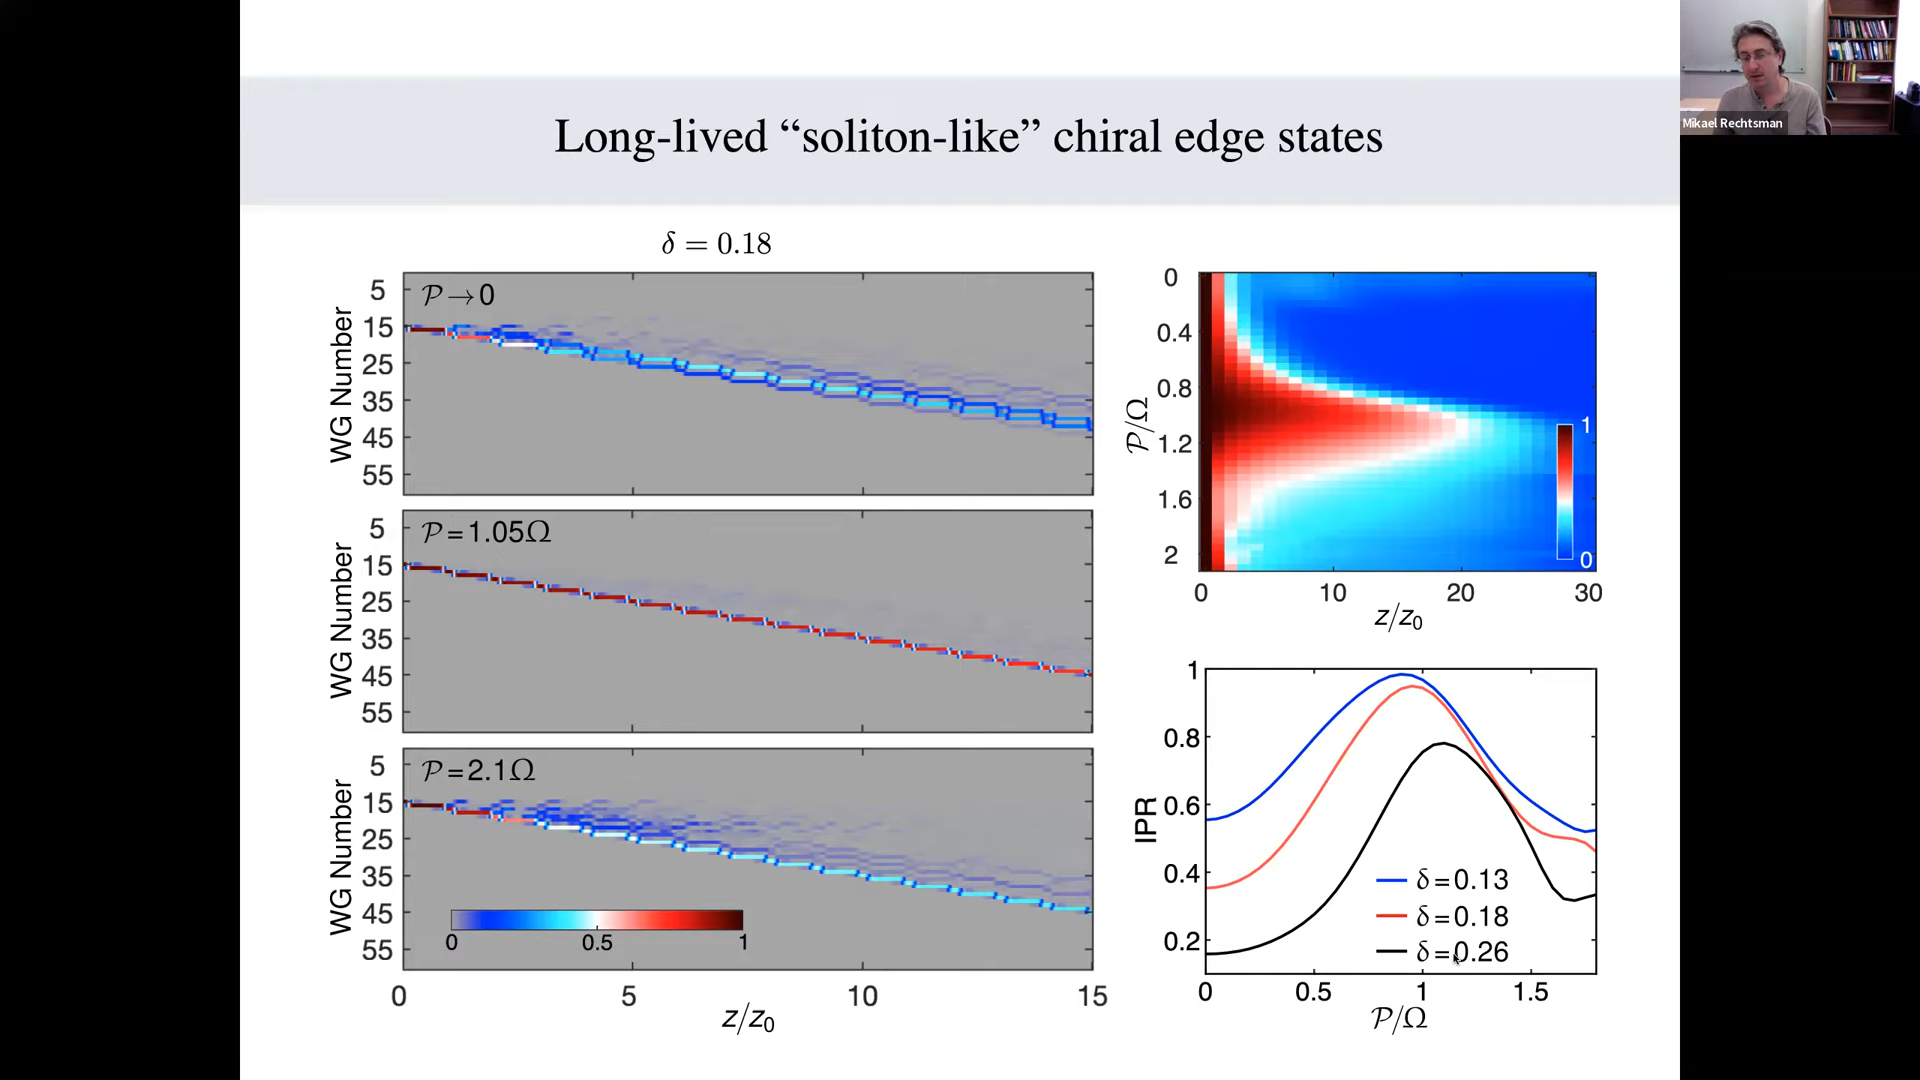 Long-lived “soliton-like” chiral edge states
Mikael Rechtsman
δ = 0.18
𝒫→0
WG Number
5
15
25
35
45
55
𝒫=1.05Ω
WG Number
5
15
25
35
45
55
𝒫=2.1Ω
WG Number
5
15
25
35
45
55
0 0.5 1
0 5 10 15
z/z₀
𝒫/Ω
0
0.4
0.8
1.2
1.6
2
1
0
0 10 20 30
z/z₀
IPR
1
0.8
0.6
0.4
0.2
δ=0.13
δ=0.18
δ=0.26
0 0.5 1 1.5
𝒫/Ω